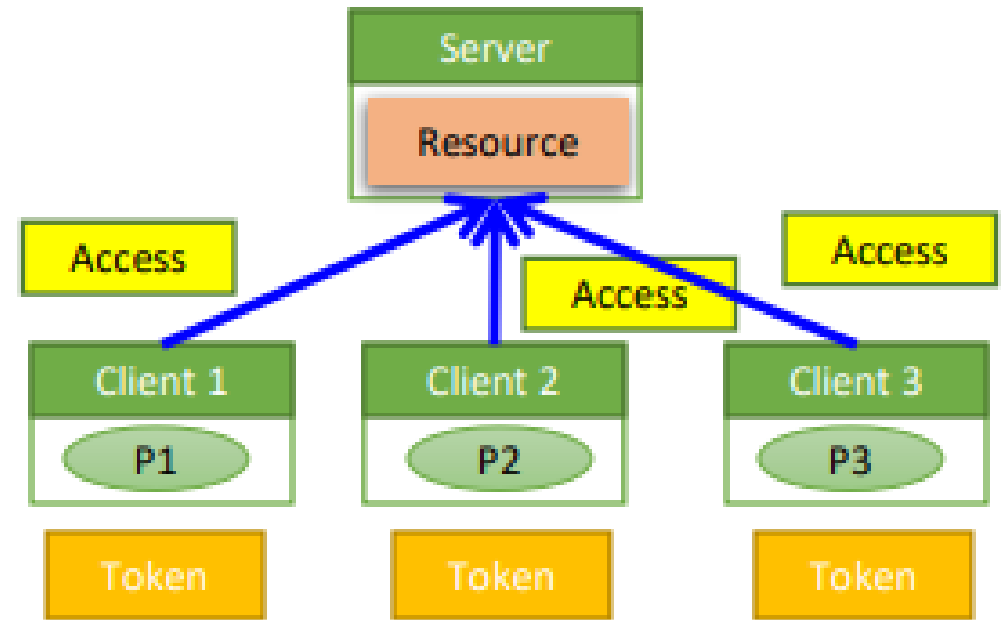 Server
Resource
Access
Access
Access
Client 1
Client 2
Client 3
P1
P2
P3
Token
Token
Token